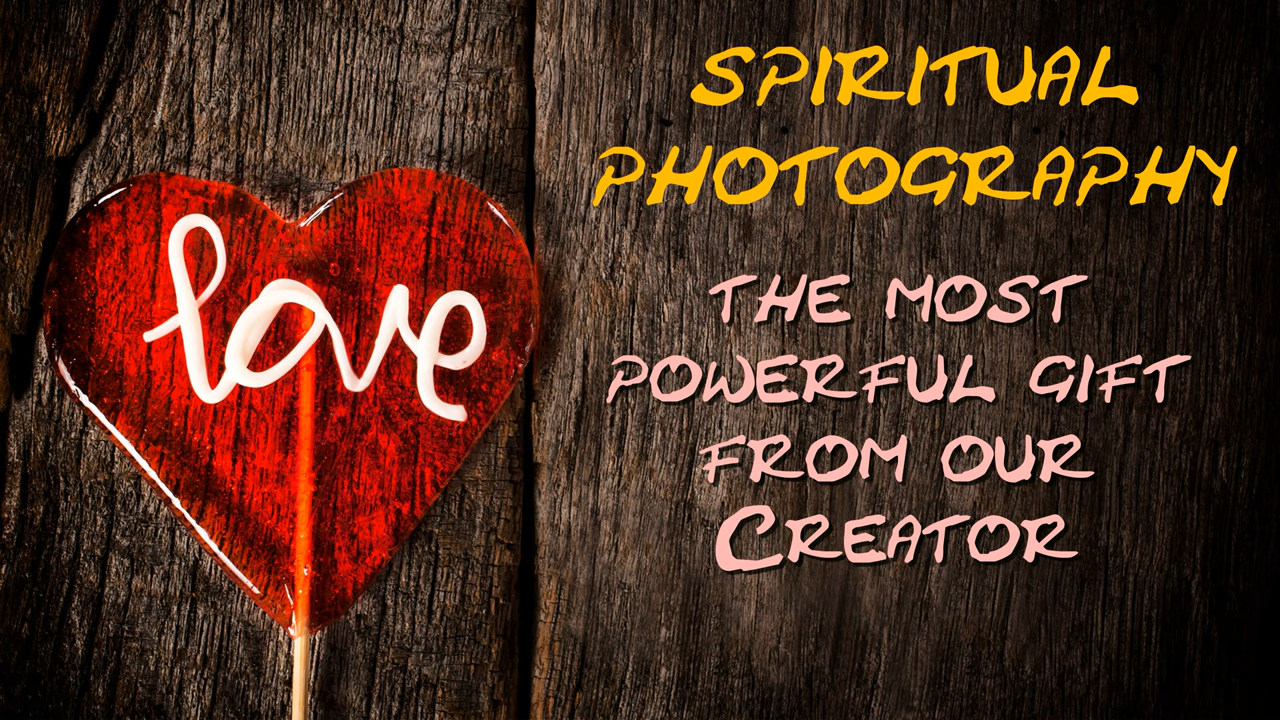 love
SPIRITUAL
PHOTOGRAPHY
THE MOST
POWERFUL GIFT
FROM OUR
CREATOR